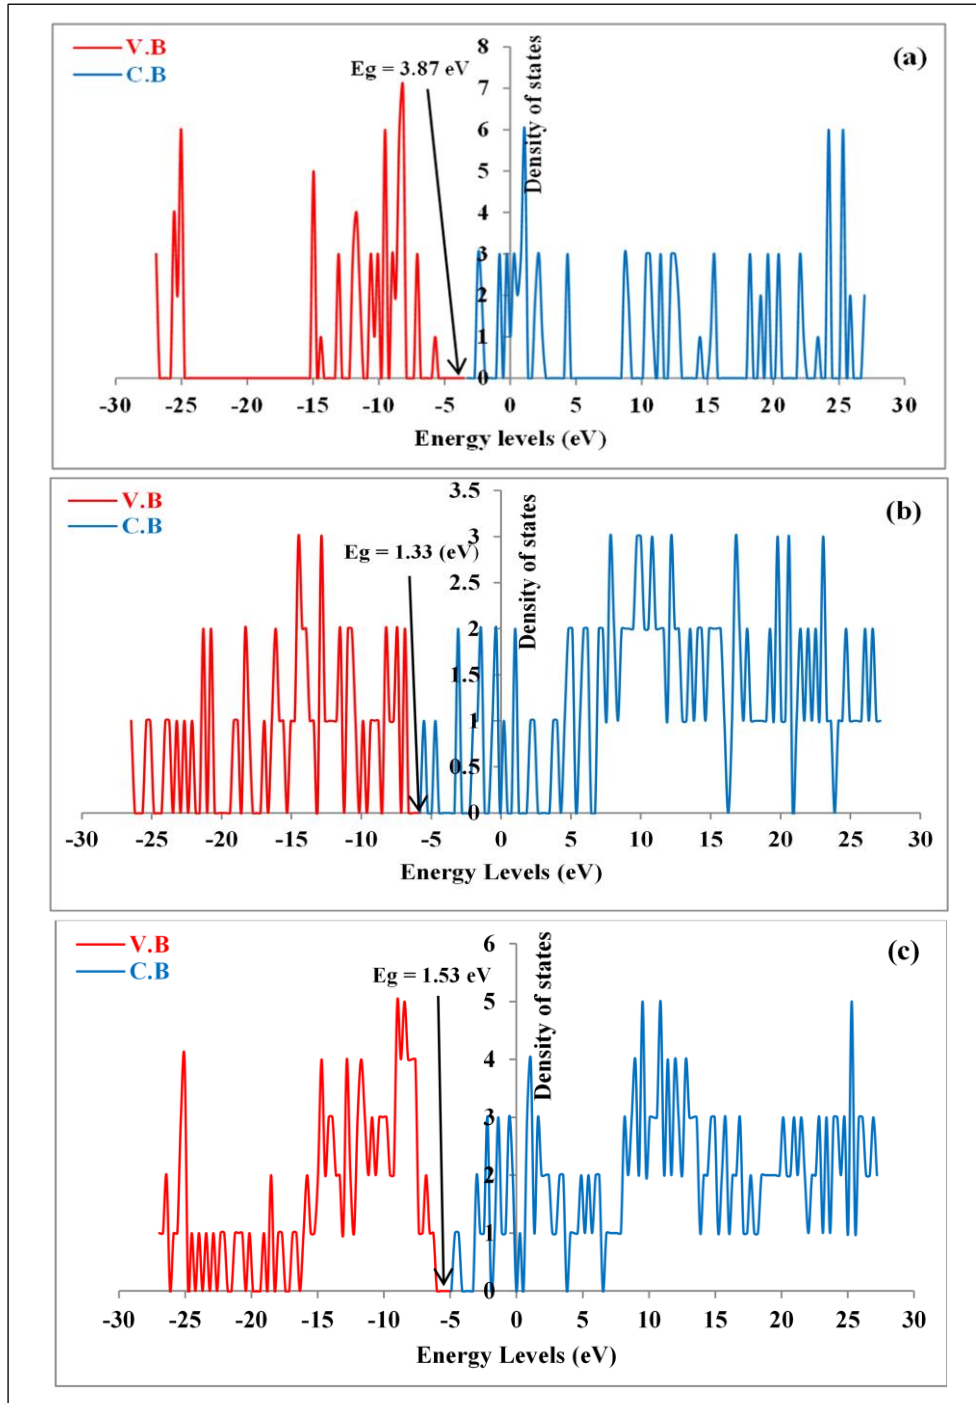 V.B
C.B
Eg = 3.87 eV
(a)
Density of states
8
7
6
5
4
3
2
1
0
-30 -25 -20 -15 -10 -5 0 5 10 15 20 25 30
Energy levels (eV)
V.B
C.B
Eg = 1.33 (eV)
(b)
Density of states
3.5
3
2.5
2
1.5
1
0.5
0
-30 -25 -20 -15 -10 -5 0 5 10 15 20 25 30
Energy Levels (eV)
V.B
C.B
Eg = 1.53 eV
(c)
Density of states
6
5
4
3
2
1
0
-30 -25 -20 -15 -10 -5 0 5 10 15 20 25 30
Energy Levels (eV)